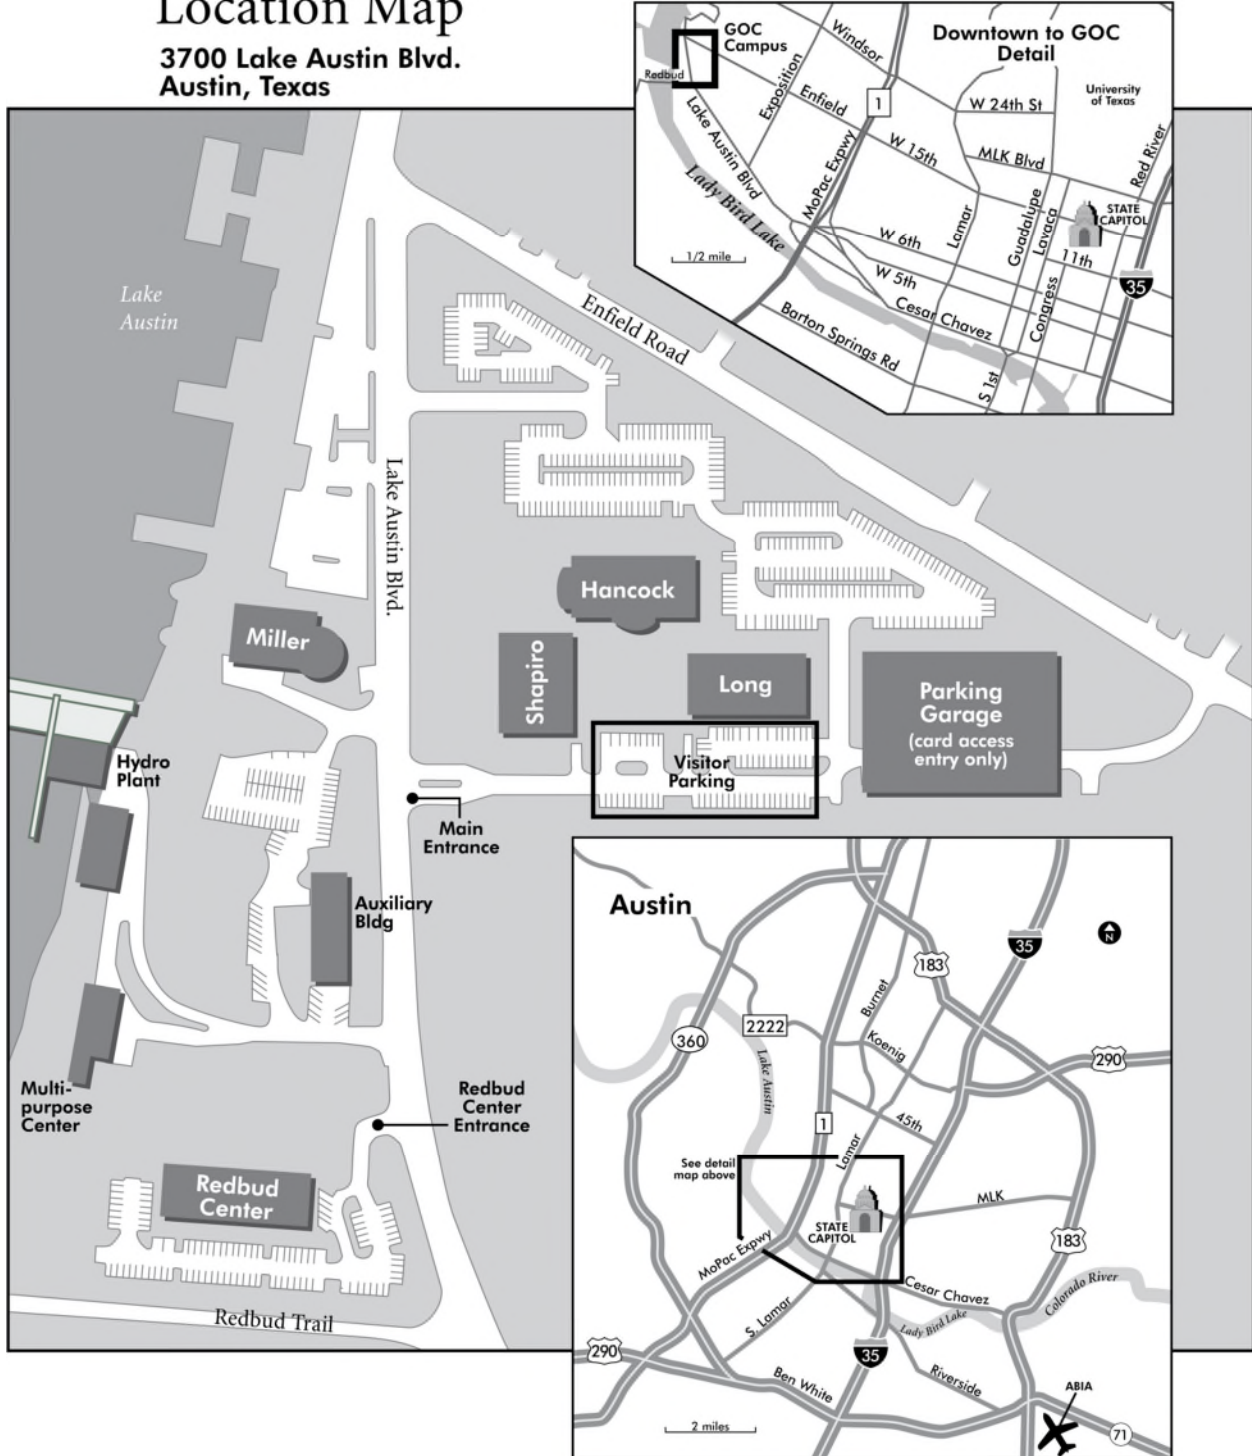 Location Map
3700 Lake Austin Blvd.
Austin, Texas
GOC
Campus
Redbud
Windsor
Downtown to GOC
Detail
University
of Texas
Exposition
Enfield
1
W 24th St
Lake Austin Blvd
W 15th
MLK Blvd
Red River
MoPac Expwy
Lady Bird Lake
Lamar
Guadalupe
Lavaca
STATE
CAPITOL
W 6th
11th
1/2 mile
W 5th
35
Cesar Chavez
Congress
Barton Springs Rd
S 1st
Lake
Austin
Enfield Road
Lake Austin Blvd.
Hancock
Miller
Shapiro
Long
Parking
Garage
(card access
entry only)
Visitor
Parking
Hydro
Plant
Main
Entrance
Auxiliary
Bldg
Multi-
purpose
Center
Redbud
Center
Entrance
Redbud
Center
Redbud Trail
Austin
N
35
183
Burnet
2222
360
Koenig
290
Lake Austin
1
45th
Lamar
See detail
map above
MLK
STATE
CAPITOL
183
MoPac Expwy
Cesar Chavez
Colorado River
S. Lamar
Lady Bird Lake
290
35
Ben White
Riverside
ABIA
2 miles
71